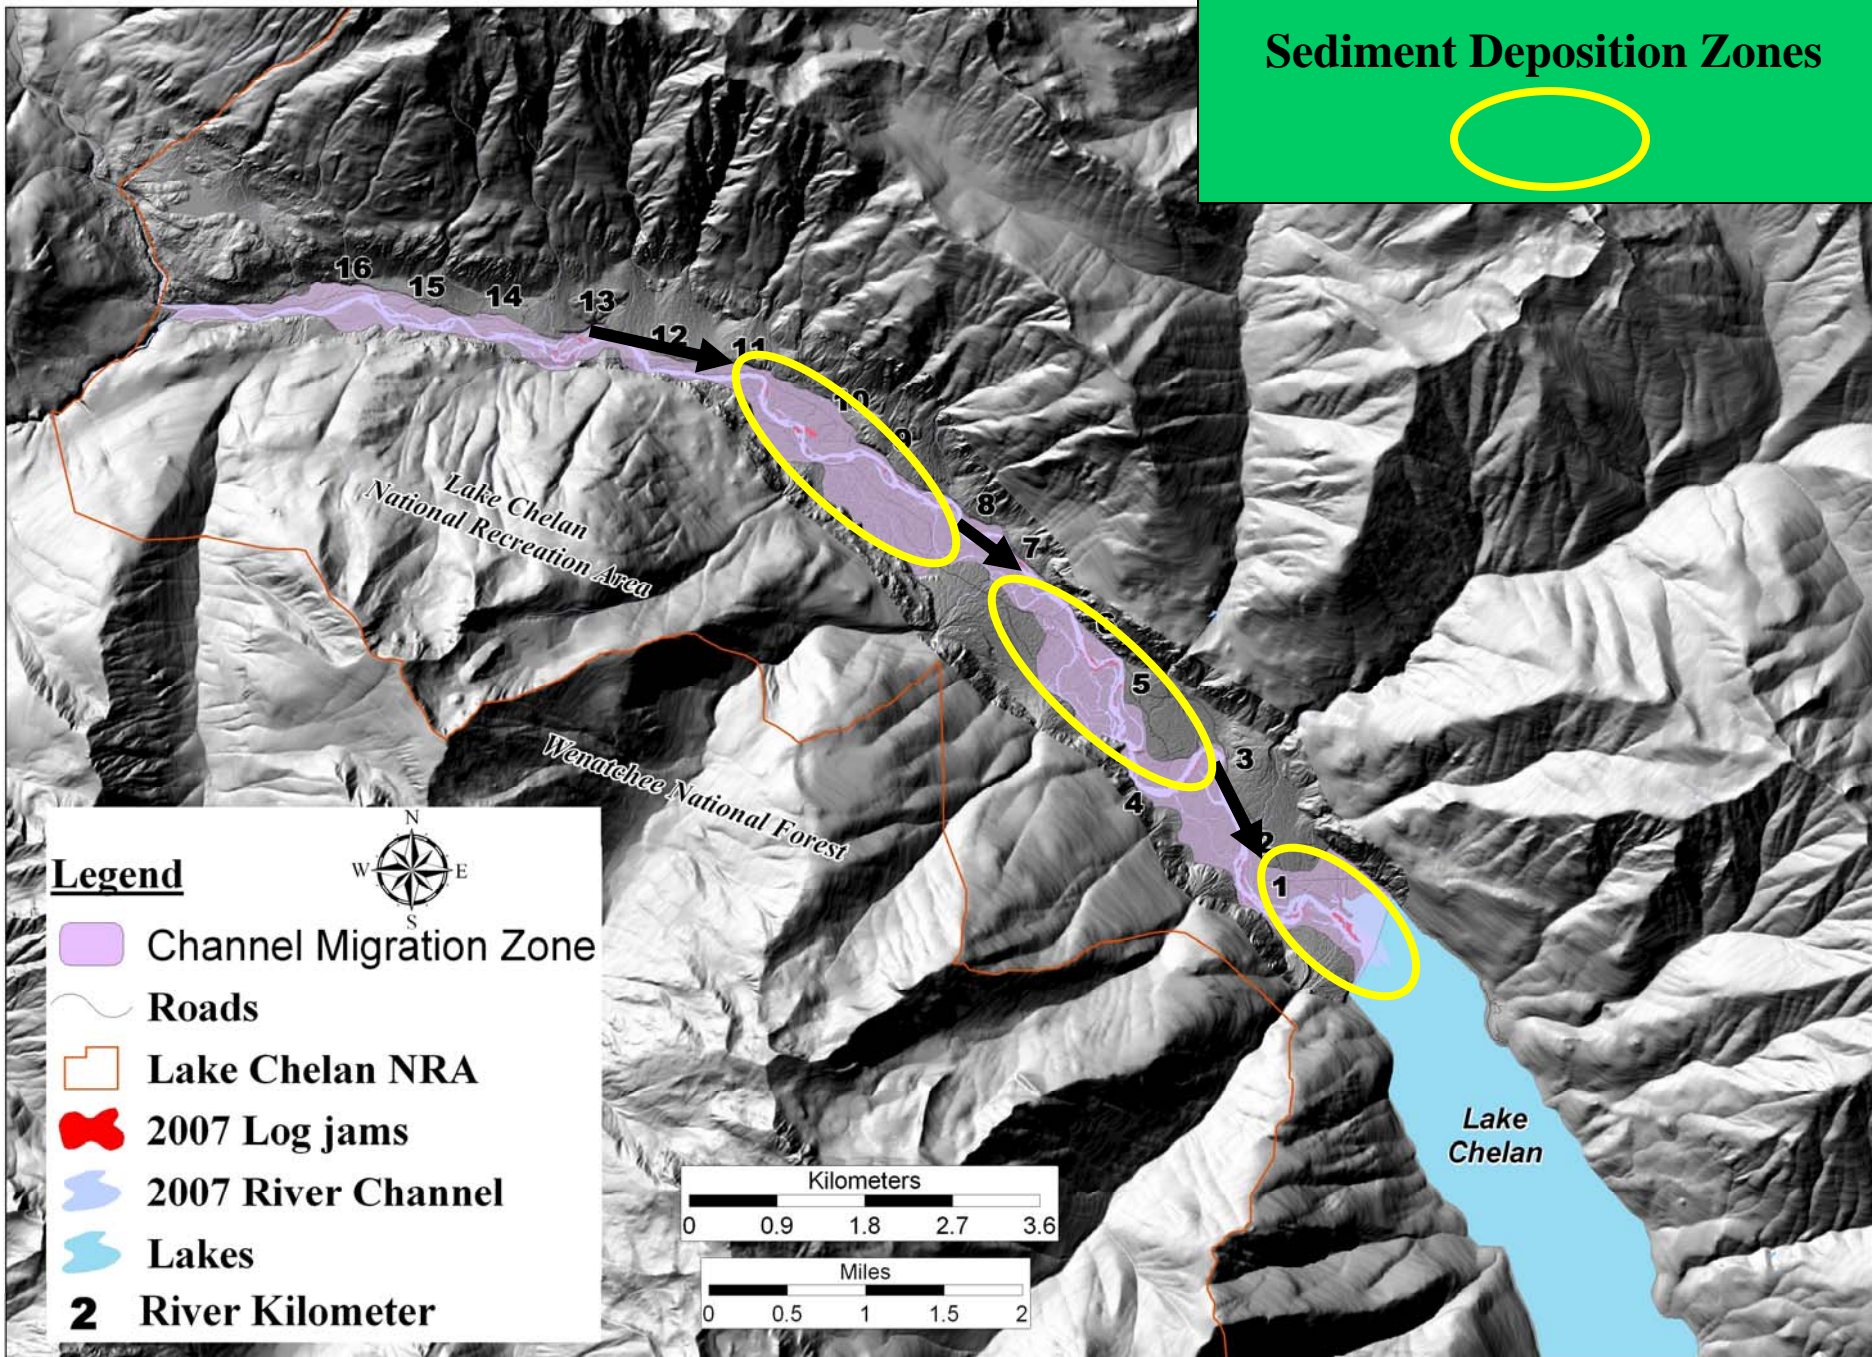 Sediment Deposition Zones
16
15
14
13
12
11
10
9
8
7
6
5
4
3
2
1
Lake Chelan
National Recreation Area
Wenatchee National Forest
Lake
Chelan
Legend
N
W
E
S
Channel Migration Zone
Roads
Lake Chelan NRA
2007 Log jams
2007 River Channel
Lakes
2 River Kilometer
Kilometers
0 0.9 1.8 2.7 3.6
Miles
0 0.5 1 1.5 2